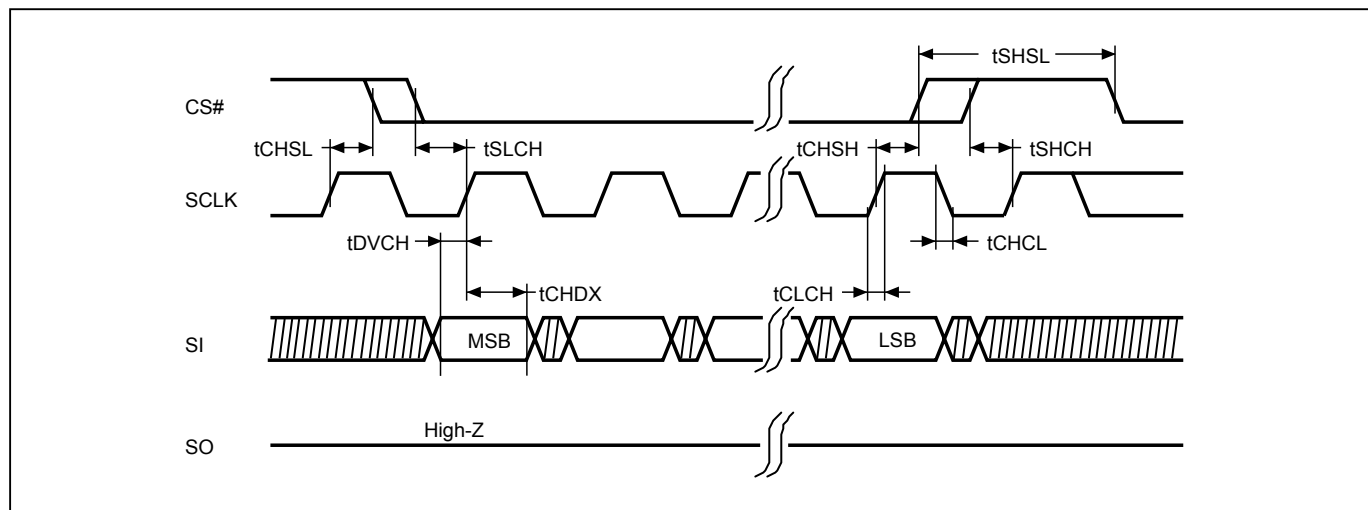 tSHSL
CS#
tCHSL tSLCH tCHSH tSHCH
SCLK
tDVCH tCHCL
tCHDX tCLCH
SI MSB LSB
High-Z
SO